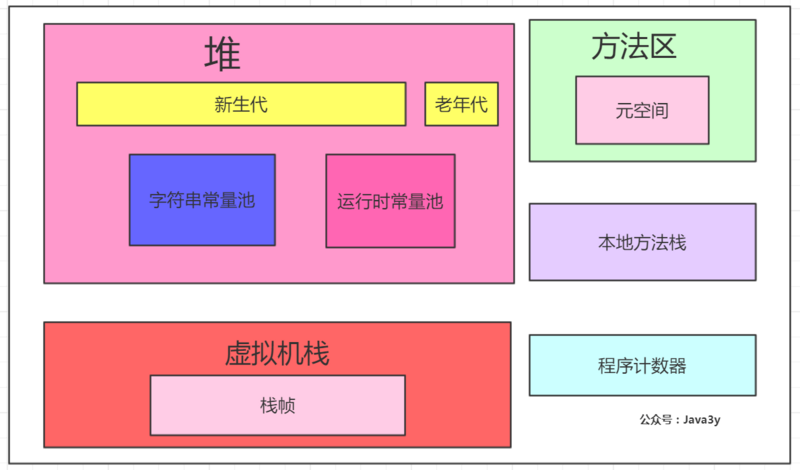 堆
新生代
老年代
字符串常量池
运行时常量池
方法区
元空间
本地方法栈
虚拟机栈
栈帧
程序计数器
公众号：Java3y